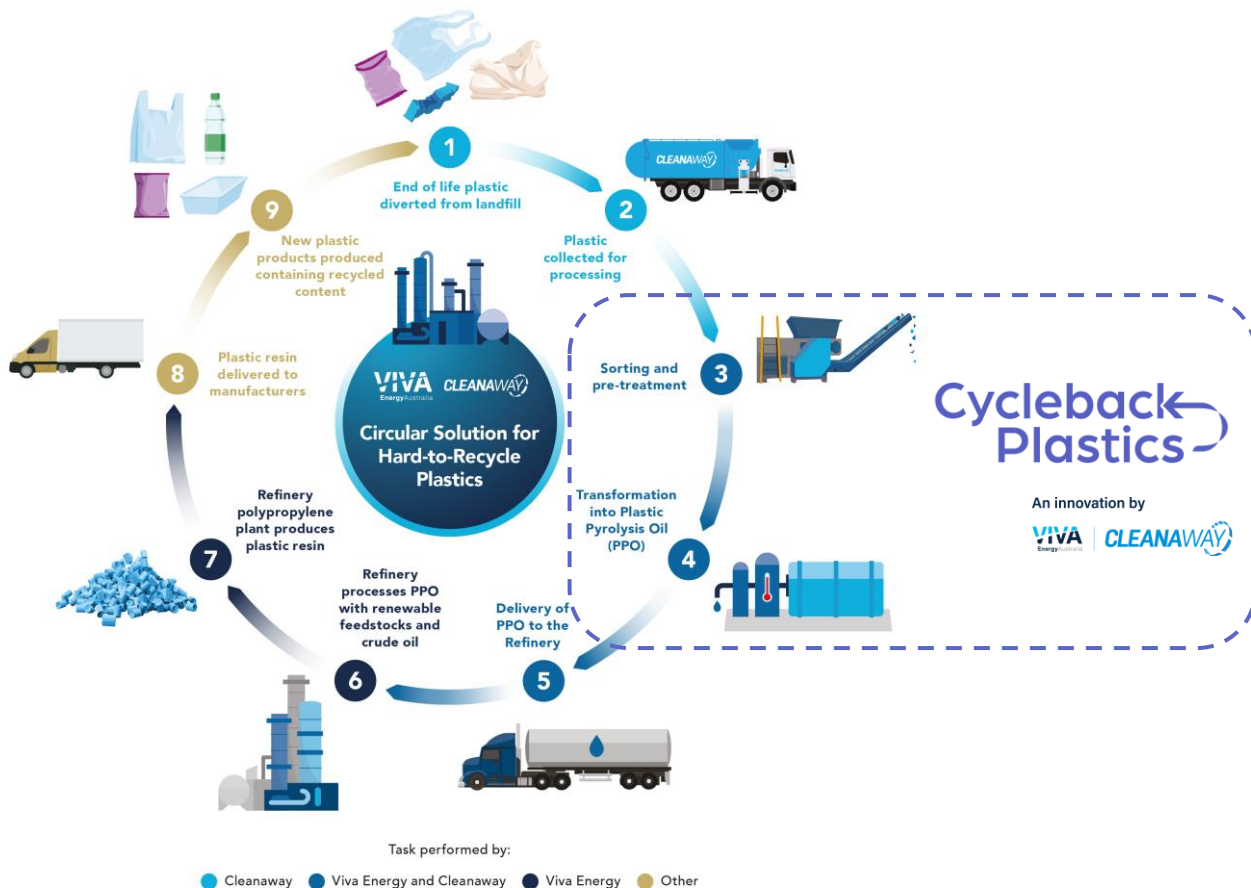 1
End of life plastic
diverted from landfill
CLEANAWAY
2
Plastic
collected for
processing
3
Sorting and
pre-treatment
4
Transformation
into Plastic
Pyrolysis Oil
(PPO)
5
Delivery of
PPO to the
Refinery
6
Refinery
processes PPO
with renewable
feedstocks and
crude oil
7
Refinery
polypropylene
plant produces
plastic resin
8
Plastic resin
delivered to
manufacturers
9
New plastic
products produced
containing recycled
content
VIVA
EnergyAustralia
CLEANAWAY
Circular Solution for
Hard-to-Recycle
Plastics
Cycleback
Plastics
An innovation by
VIVA
EnergyAustralia
CLEANAWAY
Task performed by:
Cleanaway Viva Energy and Cleanaway Viva Energy Other